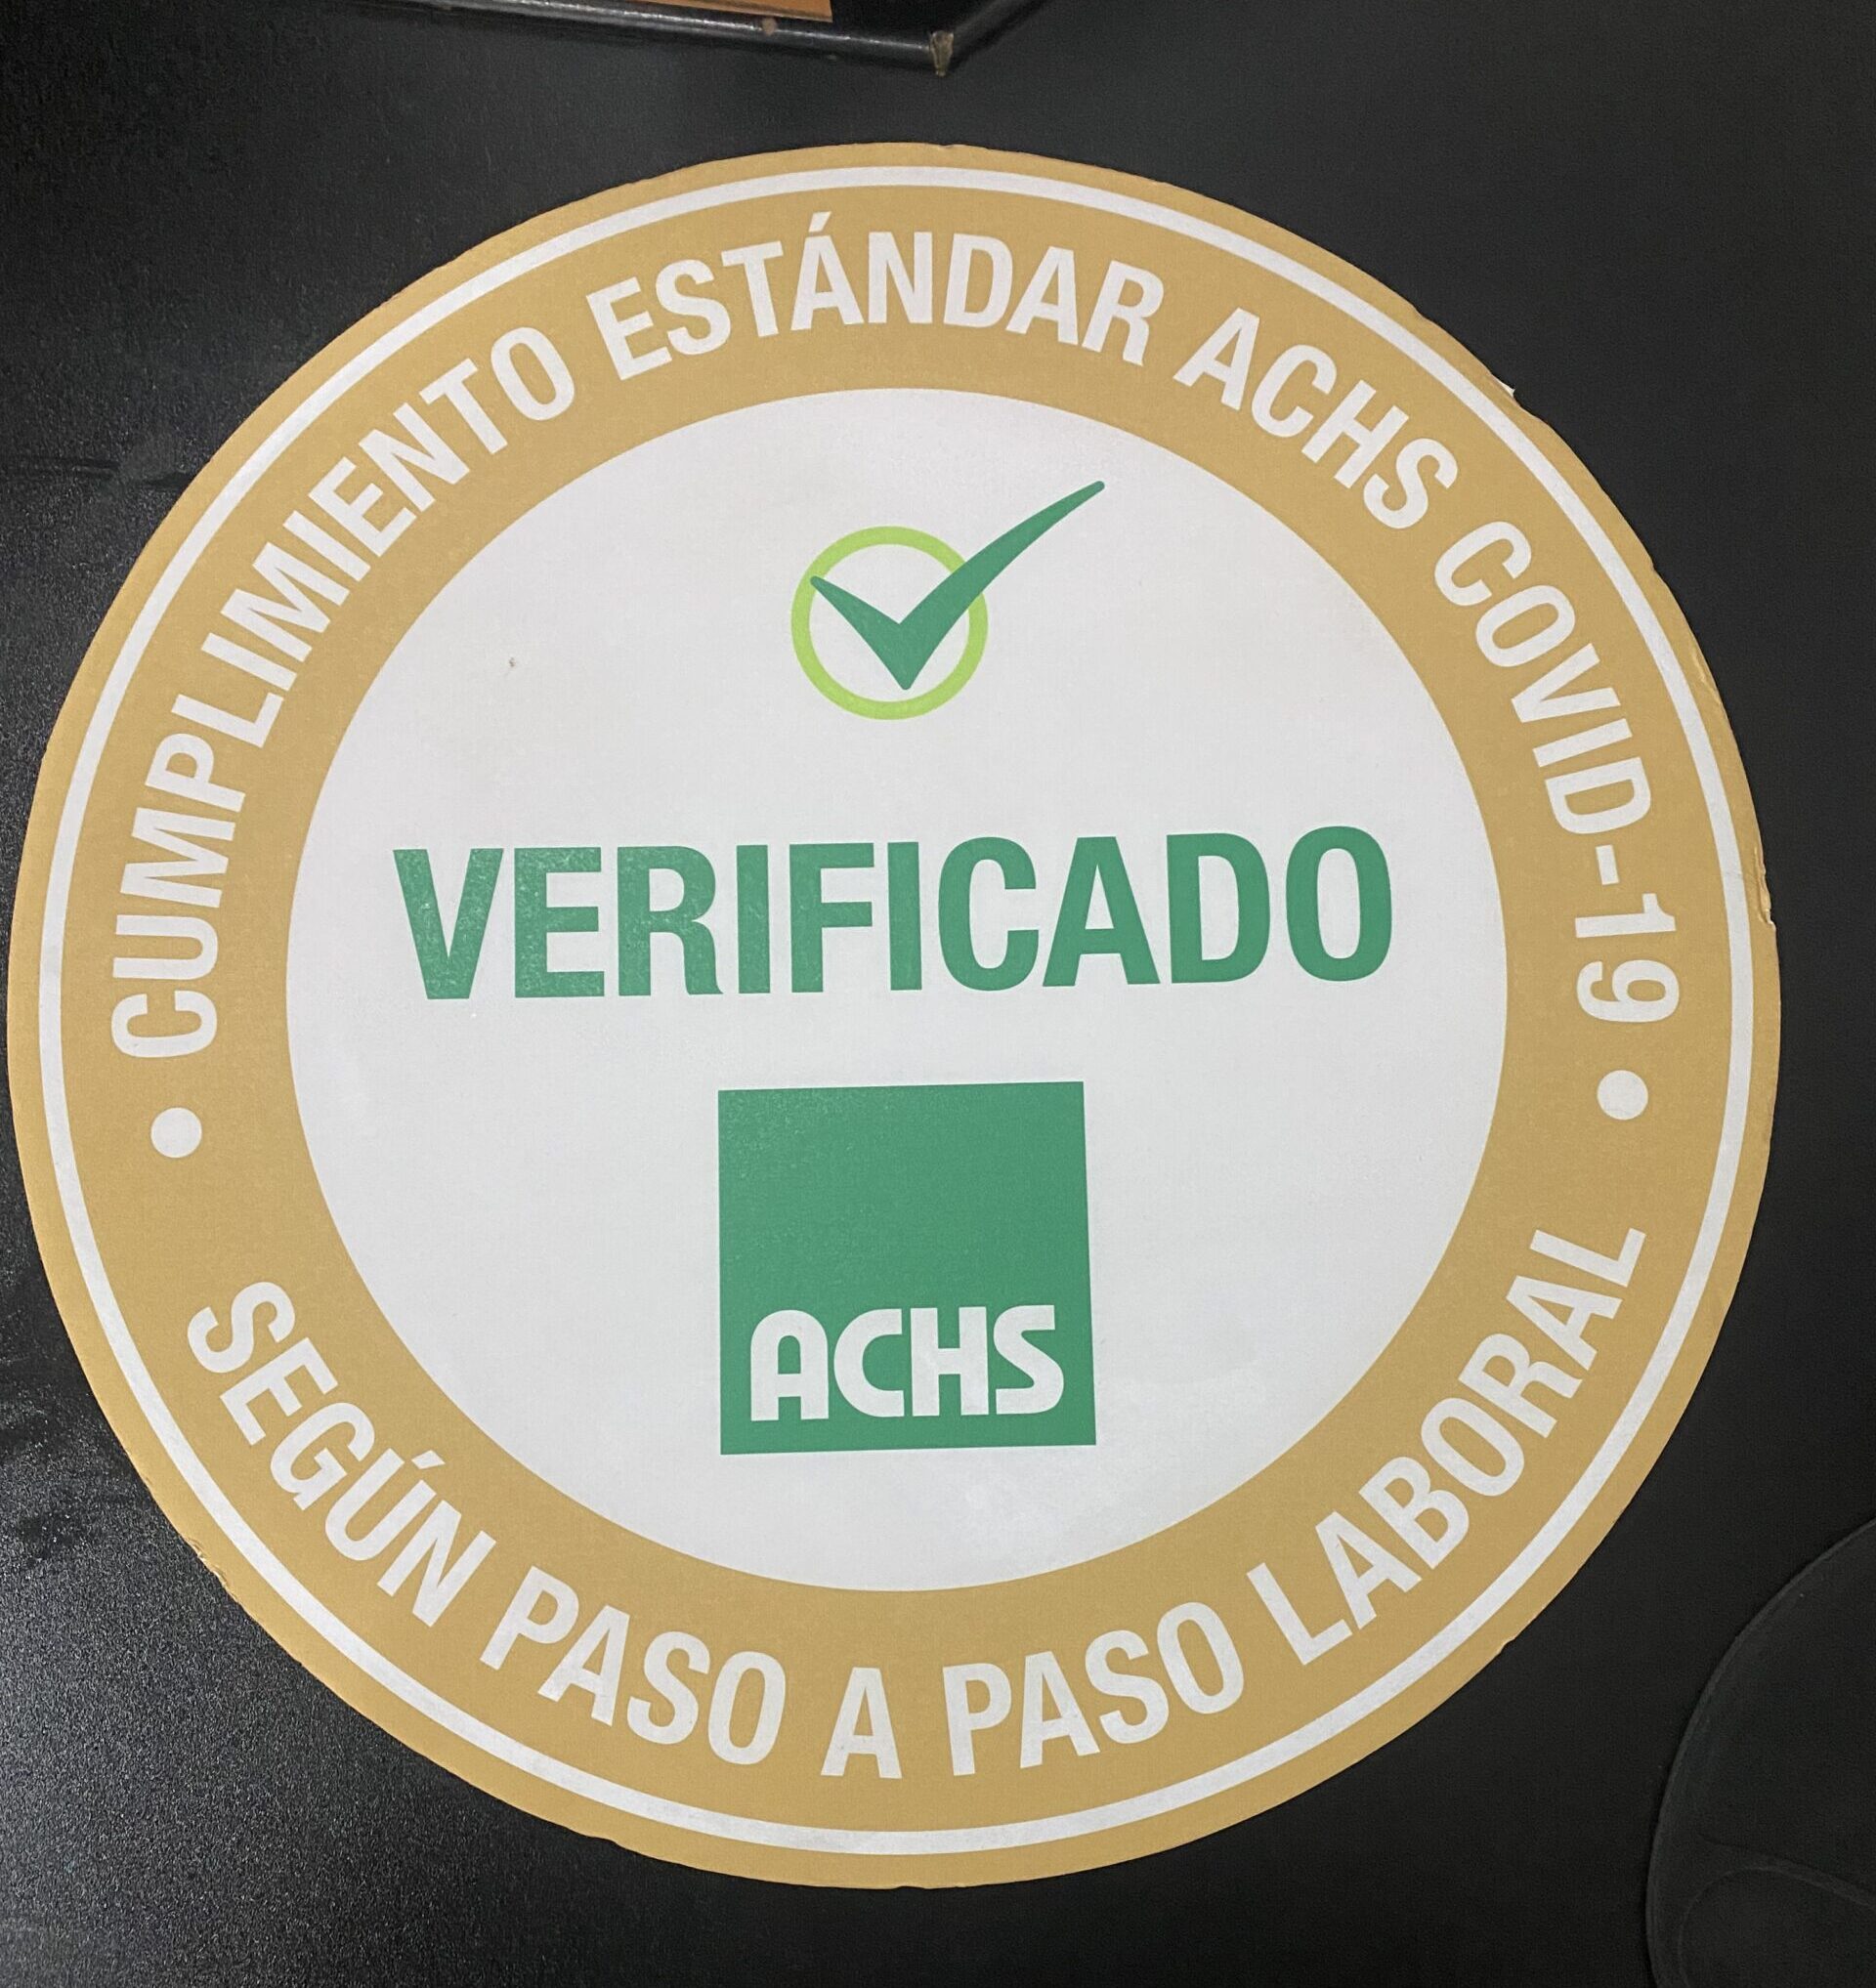 CUMPLIMIENTO ESTÁNDAR ACHS COVID-19
VERIFICADO
ACHS
SEGÚN PASO A PASO LABORAL